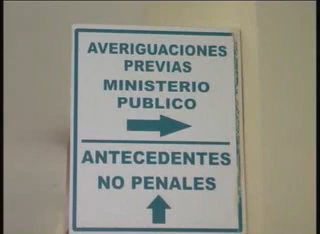 AVERIGUACIONES
PREVIAS
MINISTERIO
PUBLICO
ANTECEDENTES
NO PENALES